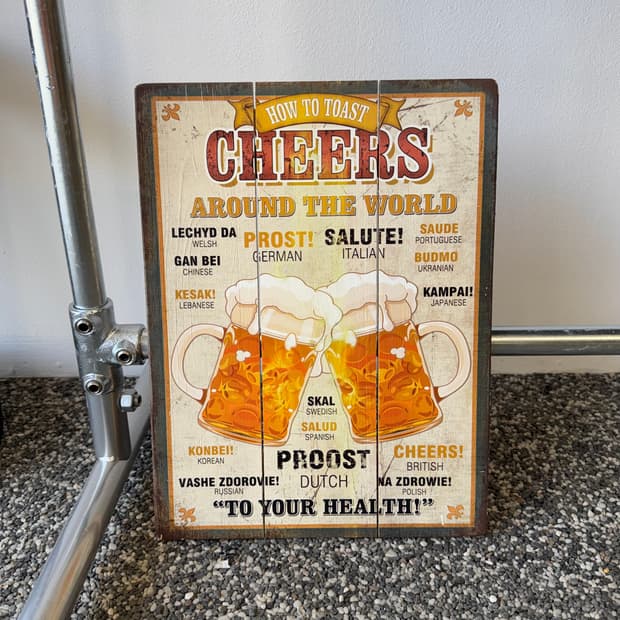 HOW TO TOAST
CHEERS
AROUND THE WORLD
LECHYD DA
WELSH
PROST!
GERMAN
SALUTE!
ITALIAN
SAUDE
PORTUGUESE
GAN BEI
CHINESE
BUDMO
UKRANIAN
KESAK!
LEBANESE
KAMPAI!
JAPANESE
SKAL
SWEDISH
SALUD
SPANISH
KONBEI!
KOREAN
PROOST
DUTCH
CHEERS!
BRITISH
VASHE ZDOROVIE!
RUSSIAN
NA ZDROWIE!
POLISH
“TO YOUR HEALTH!”